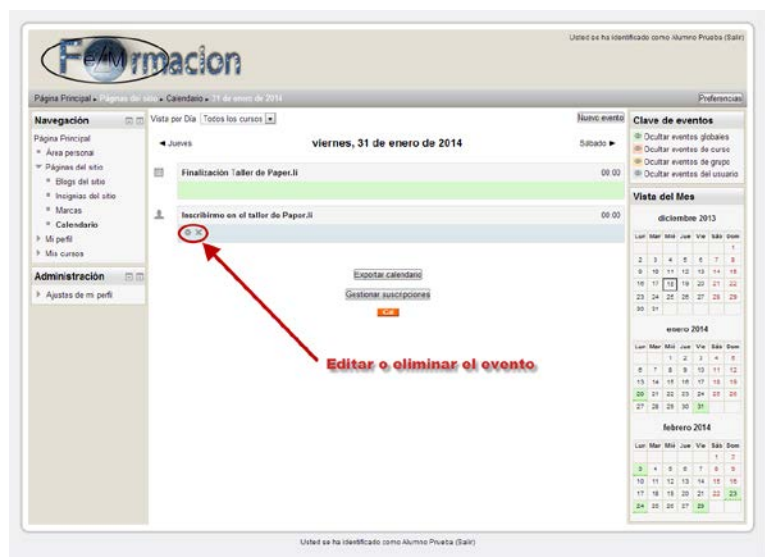 Usted se ha identificado como Alumno Prueba (Salir)
Fe/M rmacion
Página Principal ▸ Páginas del sitio ▸ Calendario ▸ 31 de enero de 2014
Preferencias
Navegación
Página Principal
Área personal
Páginas del sitio
Blogs del sitio
Insignias del sitio
Marcas
Calendario
Mi perfil
Mis cursos
Administración
Ajustes de mi perfil
Vista por Día Todos los cursos
Nuevo evento
◄ Jueves
viernes, 31 de enero de 2014
Sábado ►
Finalización Taller de Paper.li 00:00
Inscribirmo en el taller do Paper.li 00:00
Exportar calendario
Gestionar suscripciones
iCal
Editar o eliminar el evento
Clave de eventos
Ocultar eventos globales
Ocultar eventos de curso
Ocultar eventos de grupo
Ocultar eventos del usuario
Vista del Mes
diciembre 2013
Lun Mar Mié Jue Vie Sáb Dom
1
2 3 4 5 6 7 8
9 10 11 12 13 14 15
16 17 18 19 20 21 22
23 24 25 26 27 28 29
30 31
enero 2014
Lun Mar Mié Jue Vie Sáb Dom
1 2 3 4 5
6 7 8 9 10 11 12
13 14 15 16 17 18 19
20 21 22 23 24 25 26
27 28 29 30 31
febrero 2014
Lun Mar Mié Jue Vie Sáb Dom
1 2
3 4 5 6 7 8 9
10 11 12 13 14 15 16
17 18 19 20 21 22 23
24 25 26 27 28
Usted se ha identificado como Alumno Prueba (Salir)